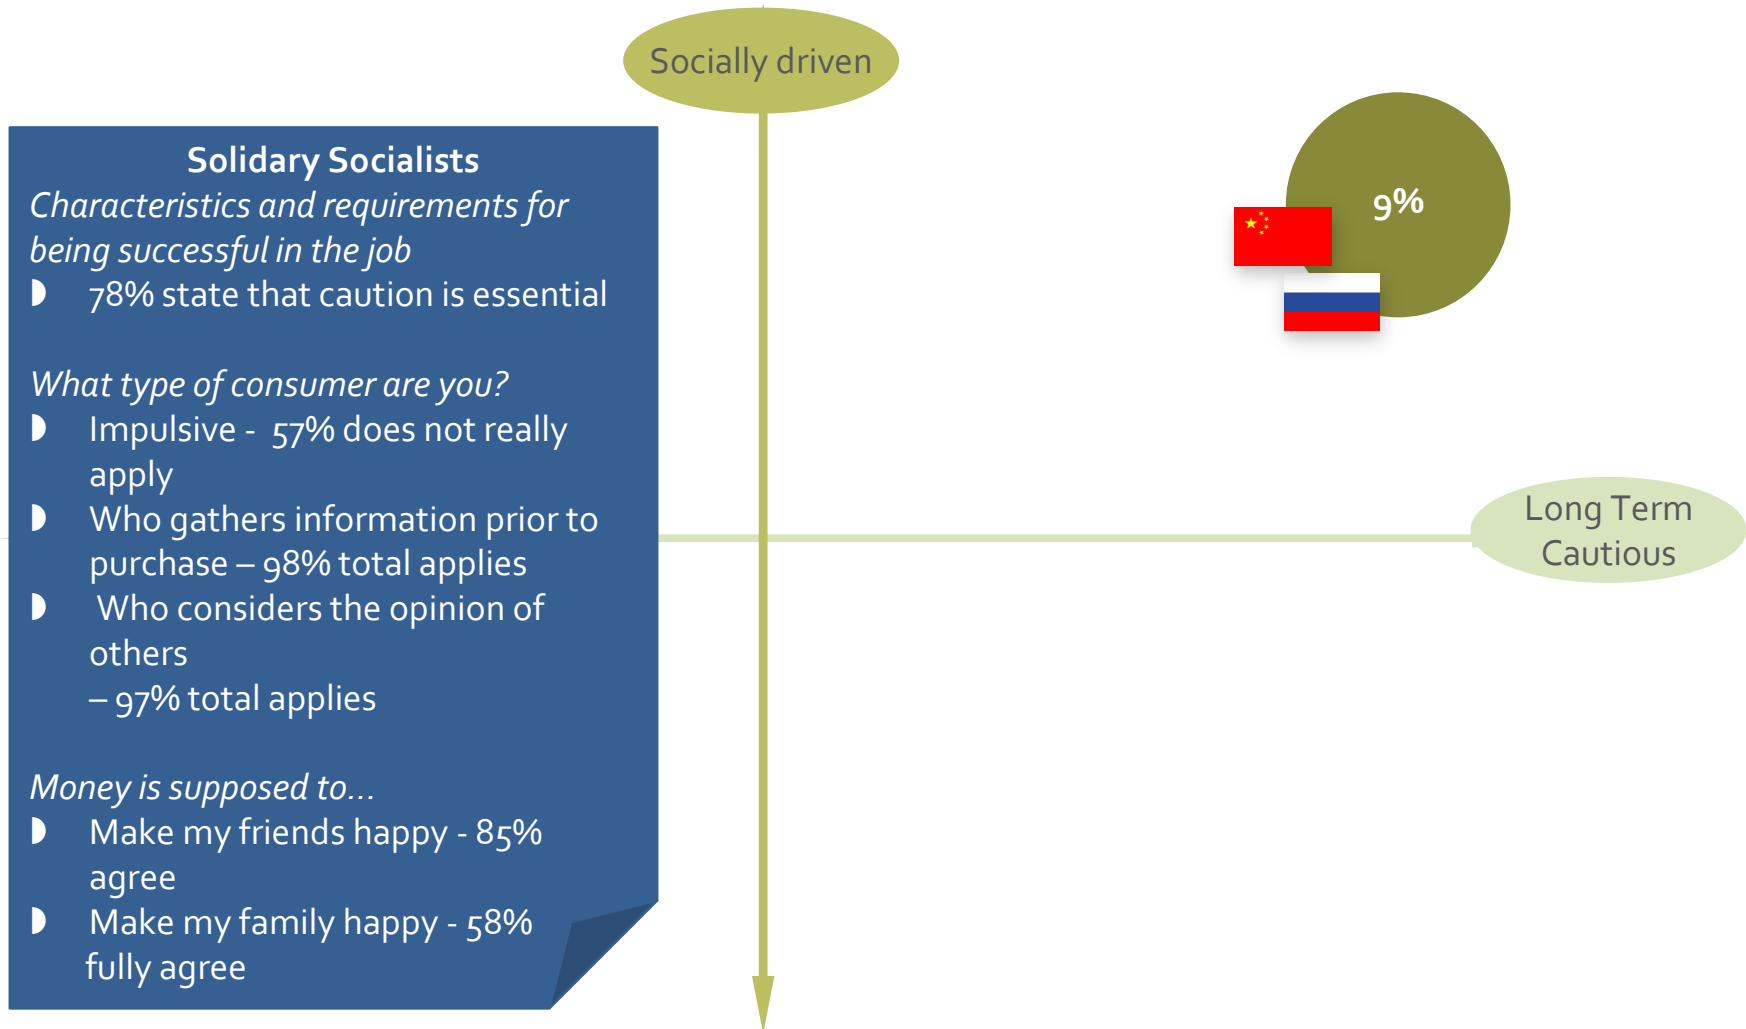 Socially driven
Solidary Socialists
Characteristics and requirements for
being successful in the job
◗ 78% state that caution is essential
What type of consumer are you?
◗ Impulsive - 57% does not really
apply
◗ Who gathers information prior to
purchase – 98% total applies
◗ Who considers the opinion of
others
– 97% total applies
Money is supposed to...
◗ Make my friends happy - 85%
agree
◗ Make my family happy - 58%
fully agree
9%
Long Term
Cautious